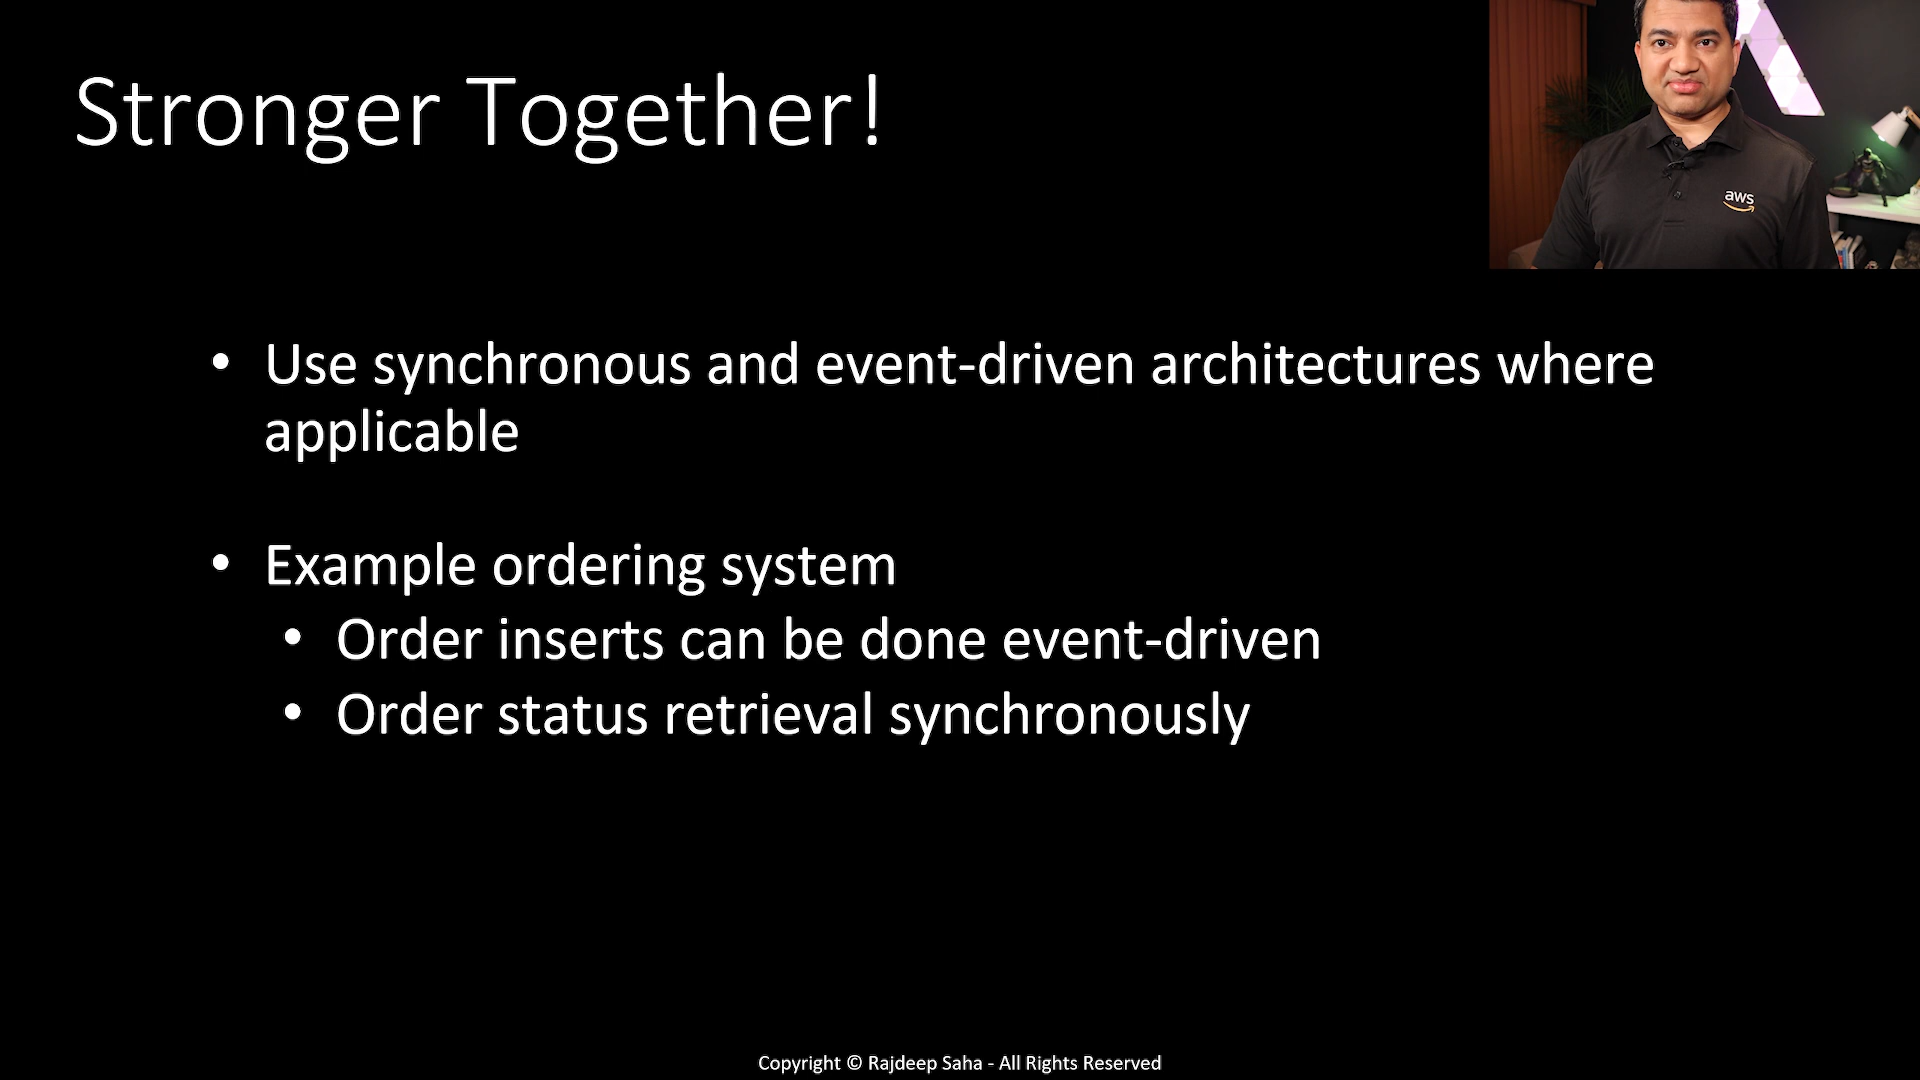 Stronger Together!
aws
• Use synchronous and event-driven architectures where
applicable
• Example ordering system
• Order inserts can be done event-driven
• Order status retrieval synchronously
Copyright © Rajdeep Saha - All Rights Reserved